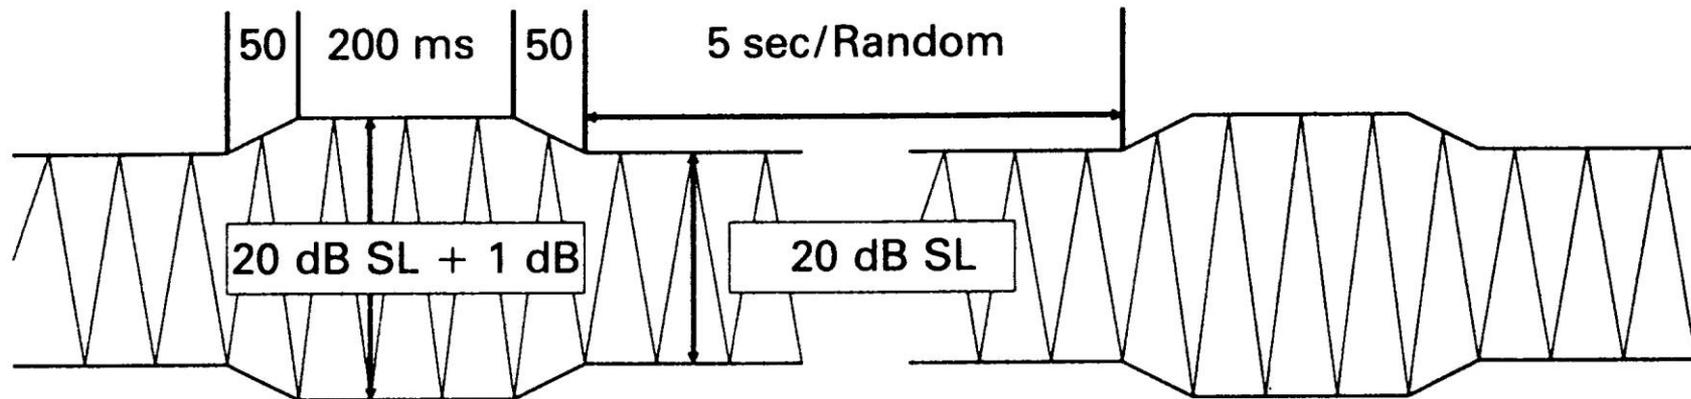 50 200 ms 50 5 sec/Random
20 dB SL + 1 dB 20 dB SL